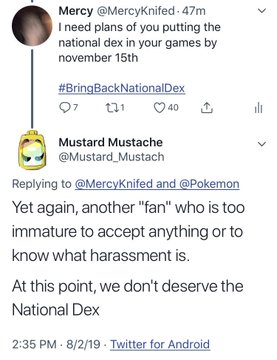 Mercy @MercyKnifed · 47m
I need plans of you putting the
national dex in your games by
november 15th
#BringBackNationalDex
7 1 40
Mustard Mustache
@Mustard_Mustach
Replying to @MercyKnifed and @Pokemon
Yet again, another "fan" who is too
immature to accept anything or to
know what harassment is.
At this point, we don't deserve the
National Dex
2:35 PM · 8/2/19 · Twitter for Android